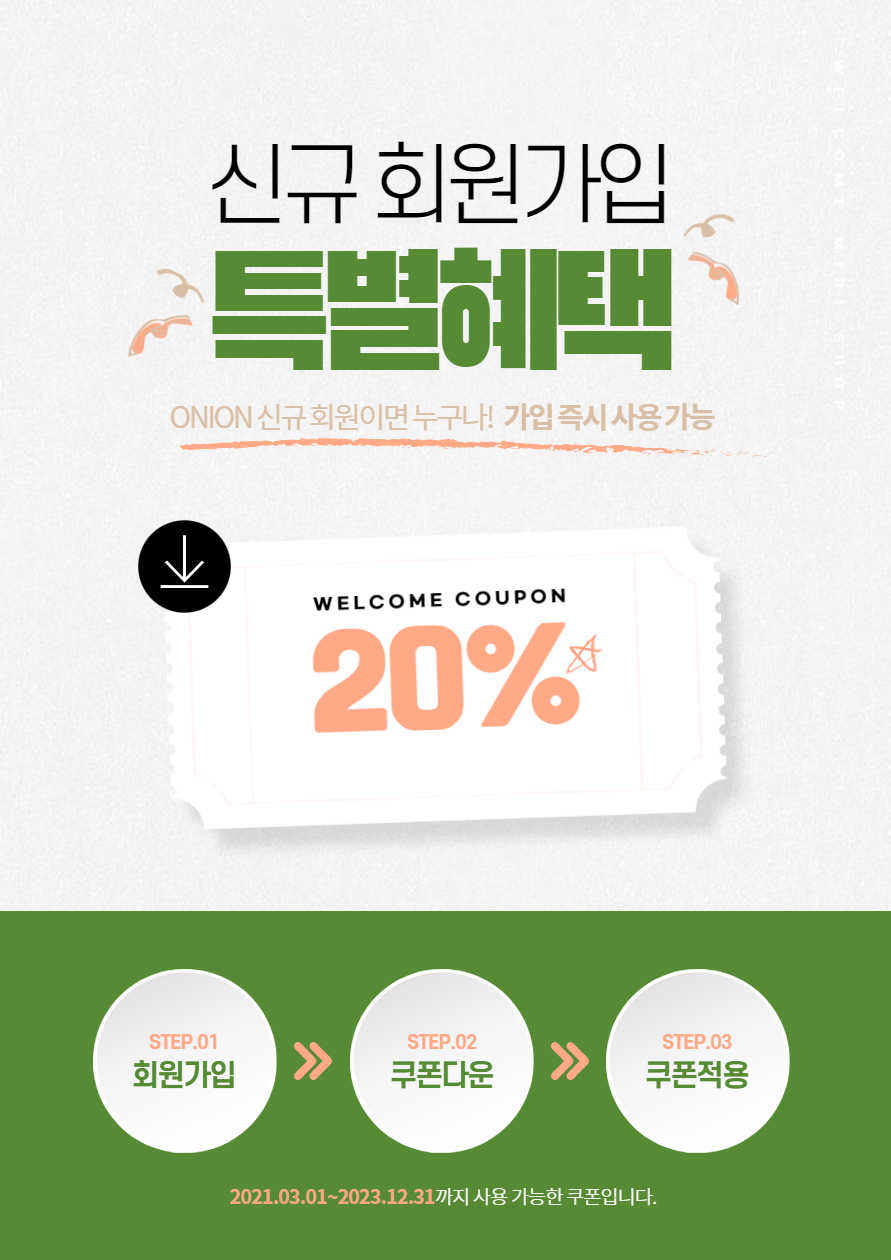 신규 회원가입
특별혜택
ONION 신규 회원이면 누구나! 가입 즉시 사용 가능
WELCOME COUPON
20%
STEP.01
회원가입
STEP.02
쿠폰다운
STEP.03
쿠폰적용
2021.03.01~2023.12.31까지 사용 가능한 쿠폰입니다.